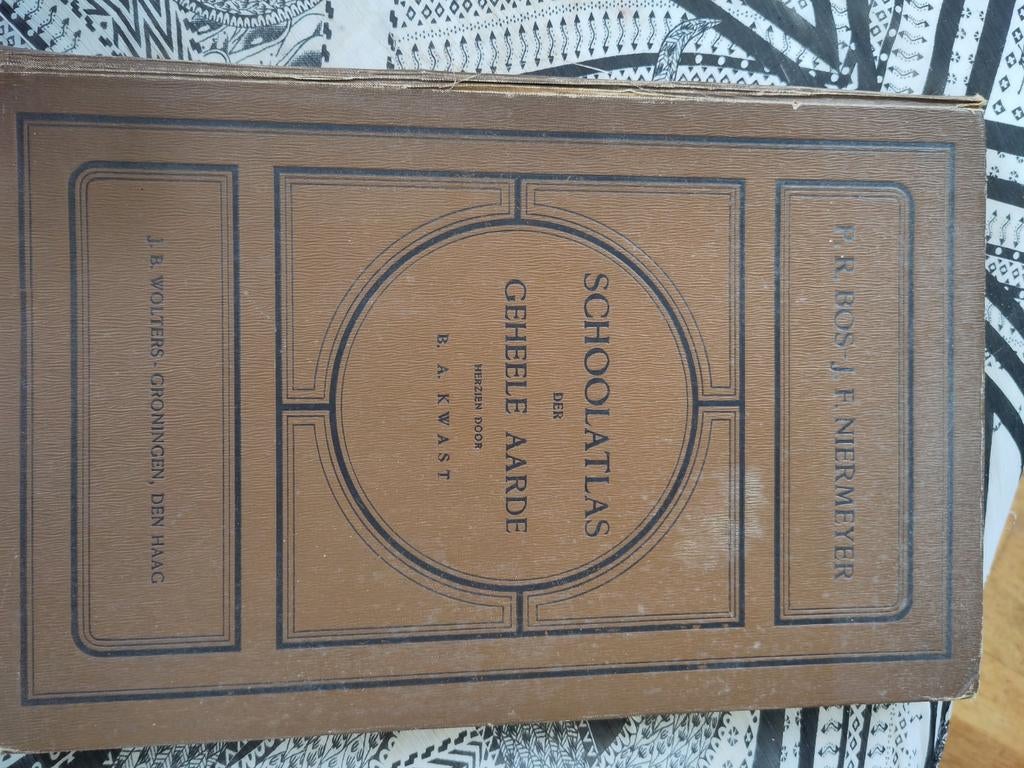 P. R. BOS - J. F. NIERMEYER
SCHOOLATLAS
DER
GEHEELE AARDE
HERZIEN DOOR
B. A. KWAST
J. B. WOLTERS - GRONINGEN, DEN HAAG